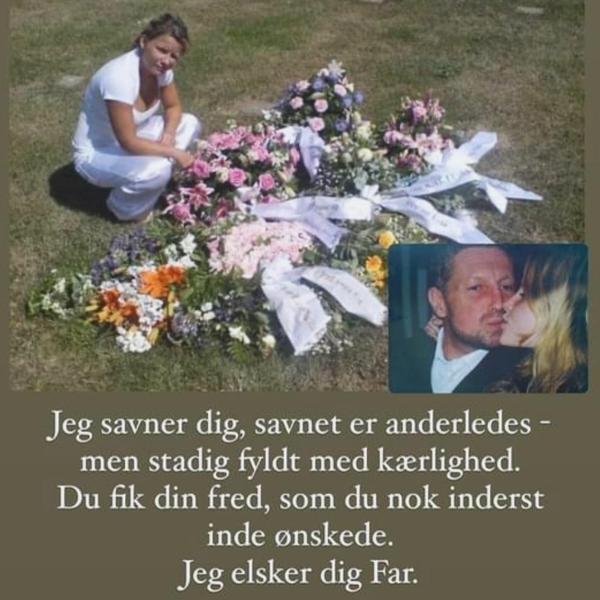 Jeg savner dig, savnet er anderledes -
men stadig fyldt med kærlighed.
Du fik din fred, som du nok inderst
inde ønskede.
Jeg elsker dig Far.